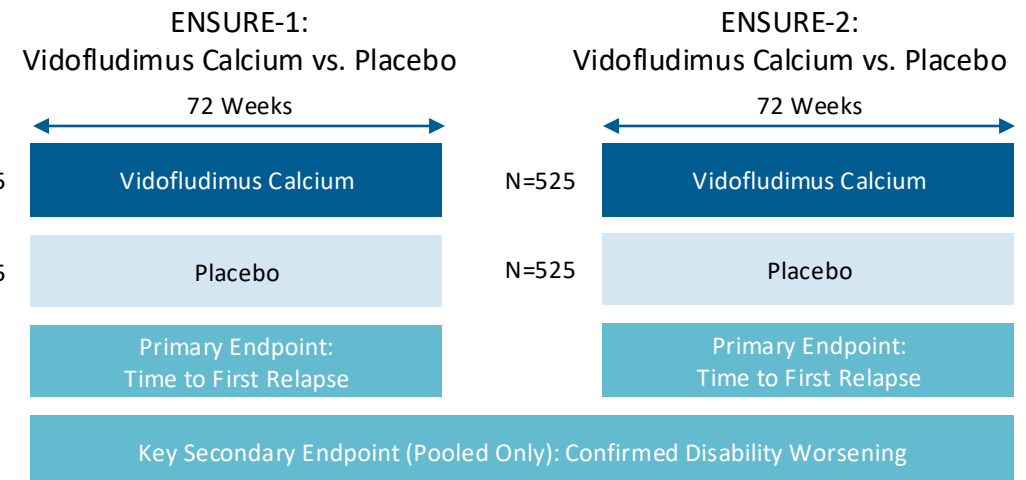 ENSURE-1:
Vidofludimus Calcium vs. Placebo
72 Weeks
5
Vidofludimus Calcium
5
Placebo
Primary Endpoint:
Time to First Relapse
ENSURE-2:
Vidofludimus Calcium vs. Placebo
72 Weeks
N=525
Vidofludimus Calcium
N=525
Placebo
Primary Endpoint:
Time to First Relapse
Key Secondary Endpoint (Pooled Only): Confirmed Disability Worsening